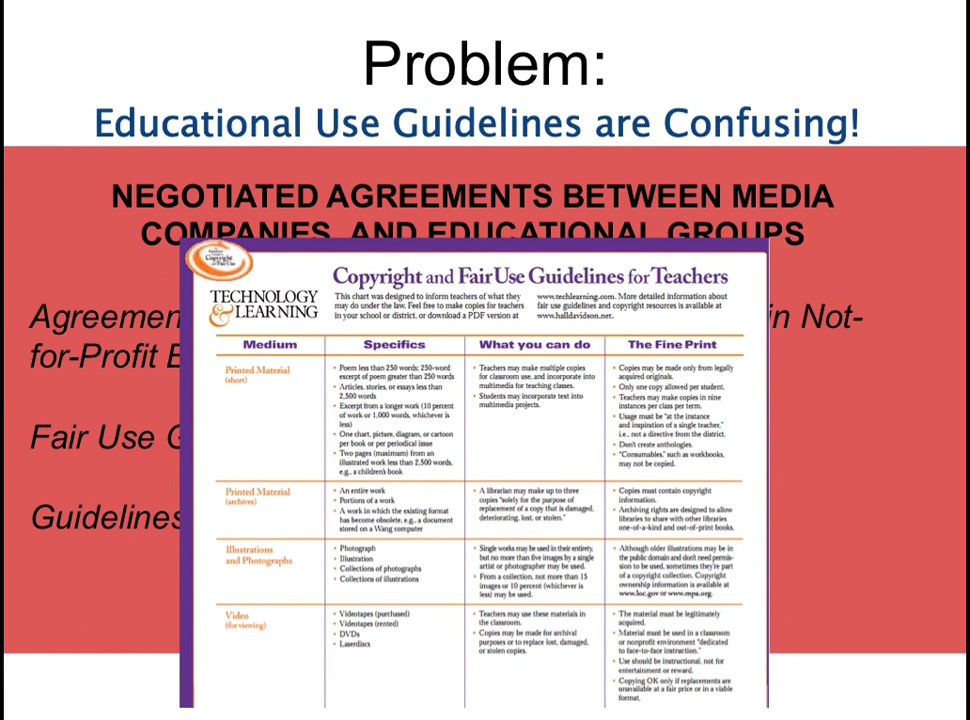 Problem:
Educational Use Guidelines are Confusing!
NEGOTIATED AGREEMENTS BETWEEN MEDIA
COMPANIES AND EDUCATIONAL GROUPS
Agreemen
in Not-
for-Profit E
Fair Use G
Guidelines
Copyright and Fair Use Guidelines for Teachers
TECHNOLOGY
& LEARNING
This chart was designed to inform teachers of what they
may do under the law. Feel free to make copies for teachers
in your school or district, or download a PDF version at
www.techlearning.com. More detailed information about
fair use guidelines and copyright resources is available at
www.halldavidson.net.
Medium Specifics What you can do The Fine Print
Printed Material
(short)
• Poem less than 250 words; 250-word
excerpt of poem greater than 250 words
• Articles, stories, or essays less than
2,500 words
• Excerpt from a longer work (10 percent
of work or 1,000 words, whichever is
less)
• One chart, picture, diagram, or cartoon
per book or per periodical issue
• Two pages (maximum) from an
illustrated work less than 2,500 words,
e.g., a children's book
• Teachers may make multiple copies
for classroom use, and incorporate into
multimedia for teaching classes.
• Students may incorporate text into
multimedia projects.
• Copies may be made only from legally
acquired originals.
• Only one copy allowed per student.
• Teachers may make copies in nine
instances per class per term.
• Usage must be "at the instance
and inspiration of a single teacher,"
i.e., not a directive from the district.
• Don't create anthologies.
• "Consumables," such as workbooks,
may not be copied.
Printed Material
(archives)
• An entire work
• Portions of a work
• A work in which the existing format
has become obsolete, e.g., a document
stored on a Wang computer
• A librarian may make up to three
copies "solely for the purpose of
replacement of a copy that is damaged,
deteriorating, lost, or stolen."
• Copies must contain copyright
information.
• Archiving rights are designed to allow
libraries to share with other libraries
one-of-a-kind and out-of-print books.
Illustrations
and Photographs
• Photograph
• Illustration
• Collections of photographs
• Collections of illustrations
• Single works may be used in their entirety,
but no more than five images by a single
artist or photographer may be used.
• From a collection, not more than 15
images or 10 percent (whichever is
less) may be used.
• Although older illustrations may be in
the public domain and don't need permis-
sion to be used, sometimes they're part
of a copyright collection. Copyright
ownership information is available at
www.loc.gov or www.mpa.org.
Video
(for viewing)
• Videotapes (purchased)
• Videotapes (rented)
• DVDs
• Laserdiscs
• Teachers may use these materials in
the classroom.
• Copies may be made for archival
purposes or to replace lost, damaged,
or stolen copies.
• The material must be legitimately
acquired.
• Material must be used in a classroom
or nonprofit environment "dedicated
to face-to-face instruction."
• Use should be instructional, not for
entertainment or reward.
• Copying OK only if replacements are
unavailable at a fair price or in a viable
format.